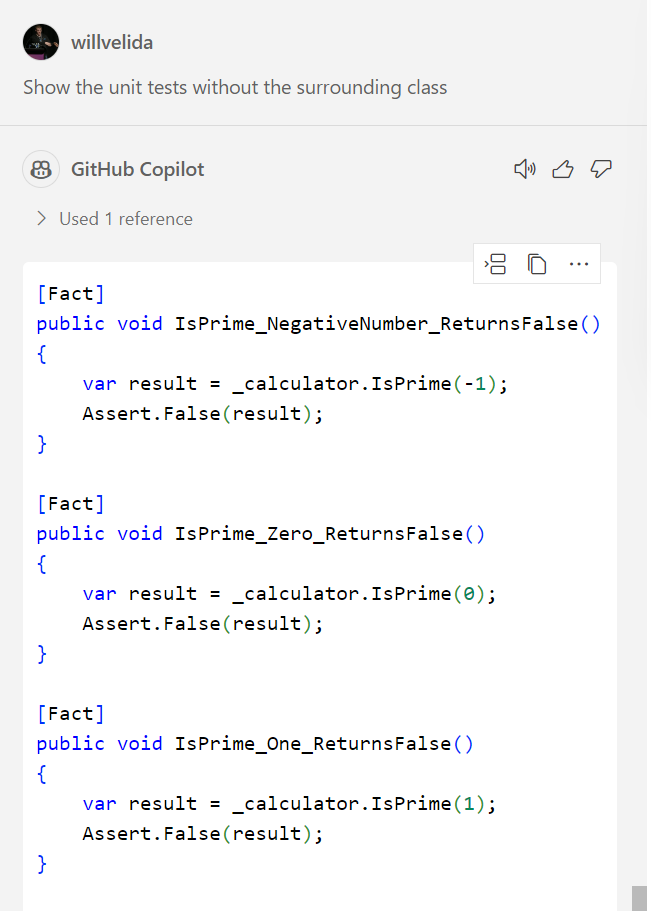 willvelida
Show the unit tests without the surrounding class
GitHub Copilot
Used 1 reference
[Fact]
public void IsPrime_NegativeNumber_ReturnsFalse()
{
    var result = _calculator.IsPrime(-1);
    Assert.False(result);
}
[Fact]
public void IsPrime_Zero_ReturnsFalse()
{
    var result = _calculator.IsPrime(0);
    Assert.False(result);
}
[Fact]
public void IsPrime_One_ReturnsFalse()
{
    var result = _calculator.IsPrime(1);
    Assert.False(result);
}